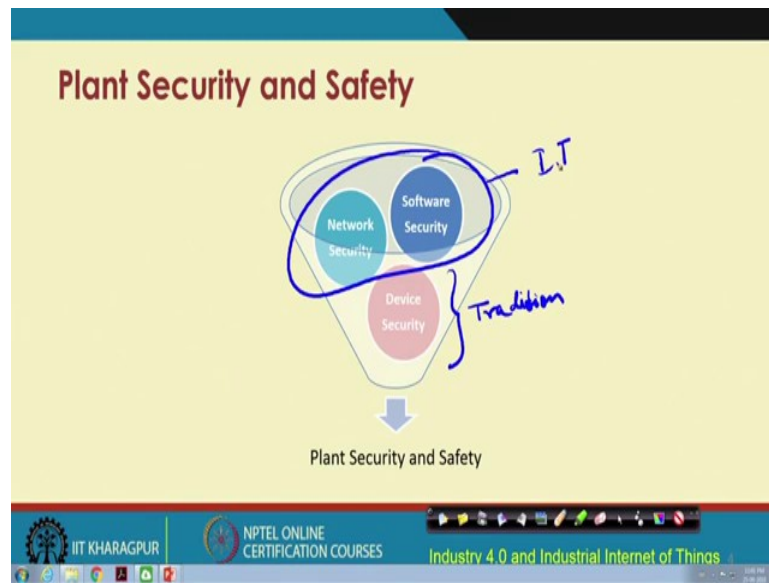 Plant Security and Safety
I.T
Network
Security
Software
Security
Device
Security
Tradition
Plant Security and Safety
IIT KHARAGPUR
NPTEL ONLINE
CERTIFICATION COURSES
Industry 4.0 and Industrial Internet of Things